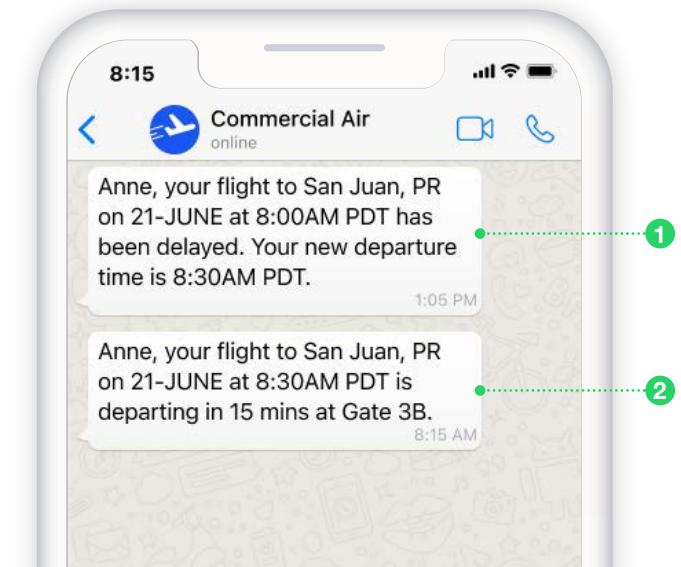 8:15
Commercial Air
online
Anne, your flight to San Juan, PR
on 21-JUNE at 8:00AM PDT has
been delayed. Your new departure
time is 8:30AM PDT.
1:05 PM
1
Anne, your flight to San Juan, PR
on 21-JUNE at 8:30AM PDT is
departing in 15 mins at Gate 3B.
8:15 AM
2